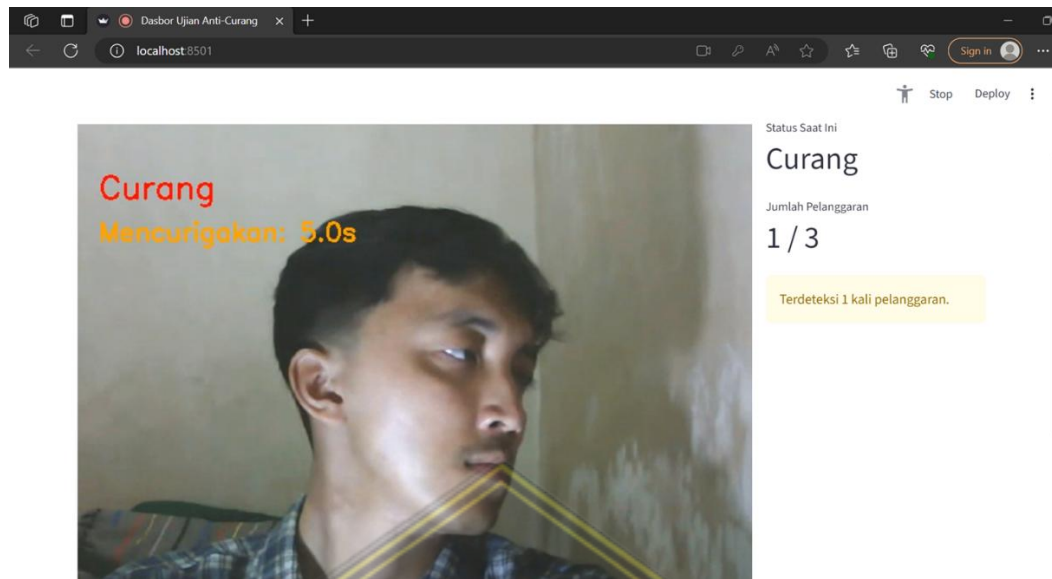 Dasbor Ujian Anti-Curang
localhost:8501
Sign in
Stop
Deploy
Curang
Mencurigakan: 5.0s
Status Saat Ini
Curang
Jumlah Pelanggaran
1 / 3
Terdeteksi 1 kali pelanggaran.